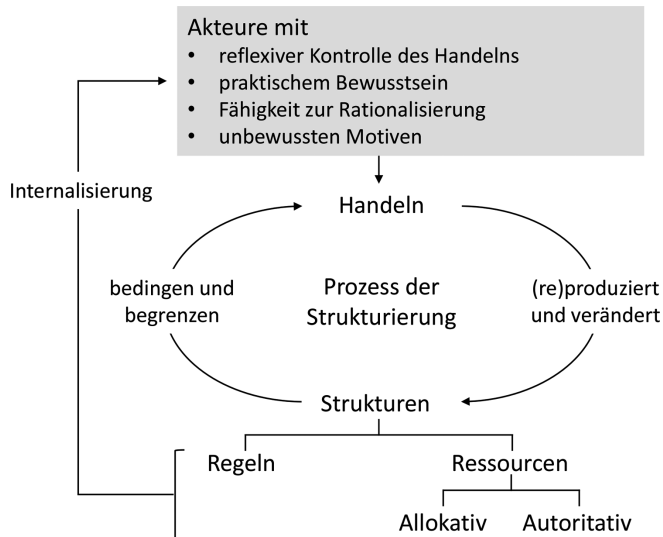 Akteure mit
• reflexiver Kontrolle des Handelns
• praktischem Bewusstsein
• Fähigkeit zur Rationalisierung
• unbewussten Motiven
Internalisierung
Handeln
bedingen und
begrenzen
Prozess der
Strukturierung
(re)produziert
und verändert
Strukturen
Regeln
Ressourcen
Allokativ
Autoritativ